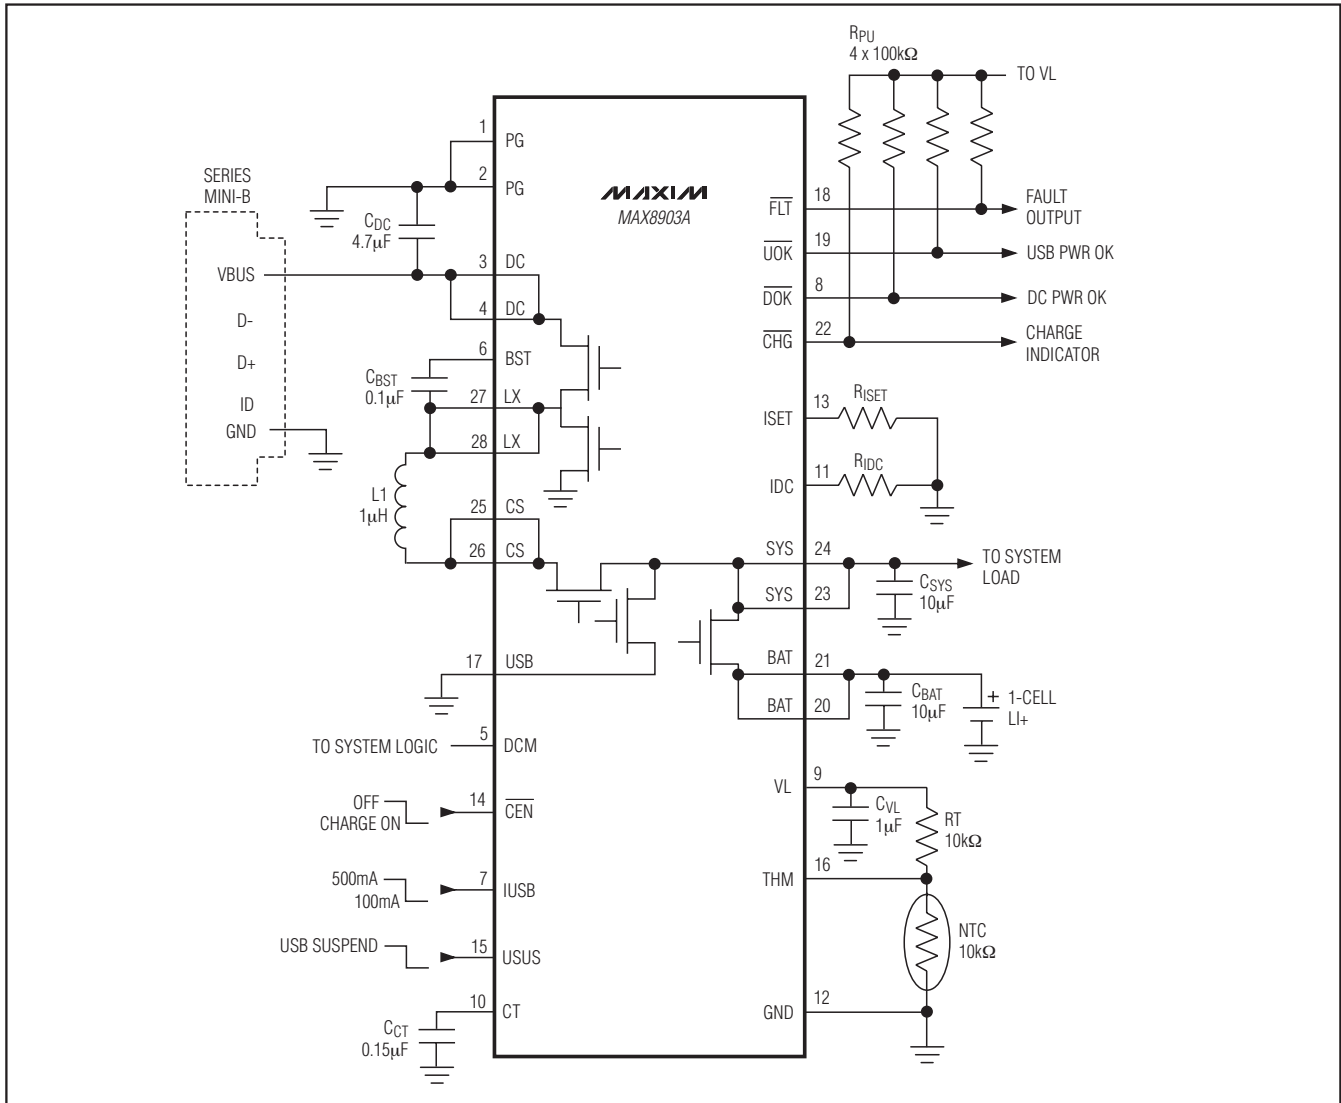 RPU
4 x 100kΩ
TO VL
1
PG
2
PG
SERIES
MINI-B
MAXIM
MAX8903A
CDC
4.7µF
18
FLT
FAULT
OUTPUT
19
UOK
USB PWR OK
VBUS
3
DC
4
DC
8
DOK
DC PWR OK
D-
D+
ID
GND
6
BST
CBST
0.1µF
22
CHG
CHARGE
INDICATOR
27
LX
28
LX
13
ISET
RISET
11
IDC
RIDC
L1
1µH
25
CS
26
CS
SYS
24
TO SYSTEM
LOAD
SYS
23
CSYS
10µF
17
USB
BAT
21
BAT
20
CBAT
10µF
+
1-CELL
LI+
TO SYSTEM LOGIC
5
DCM
VL
9
CVL
1µF
RT
10kΩ
OFF
CHARGE ON
14
CEN
500mA
100mA
7
IUSB
THM
16
NTC
10kΩ
USB SUSPEND
15
USUS
10
CT
CCT
0.15µF
GND
12